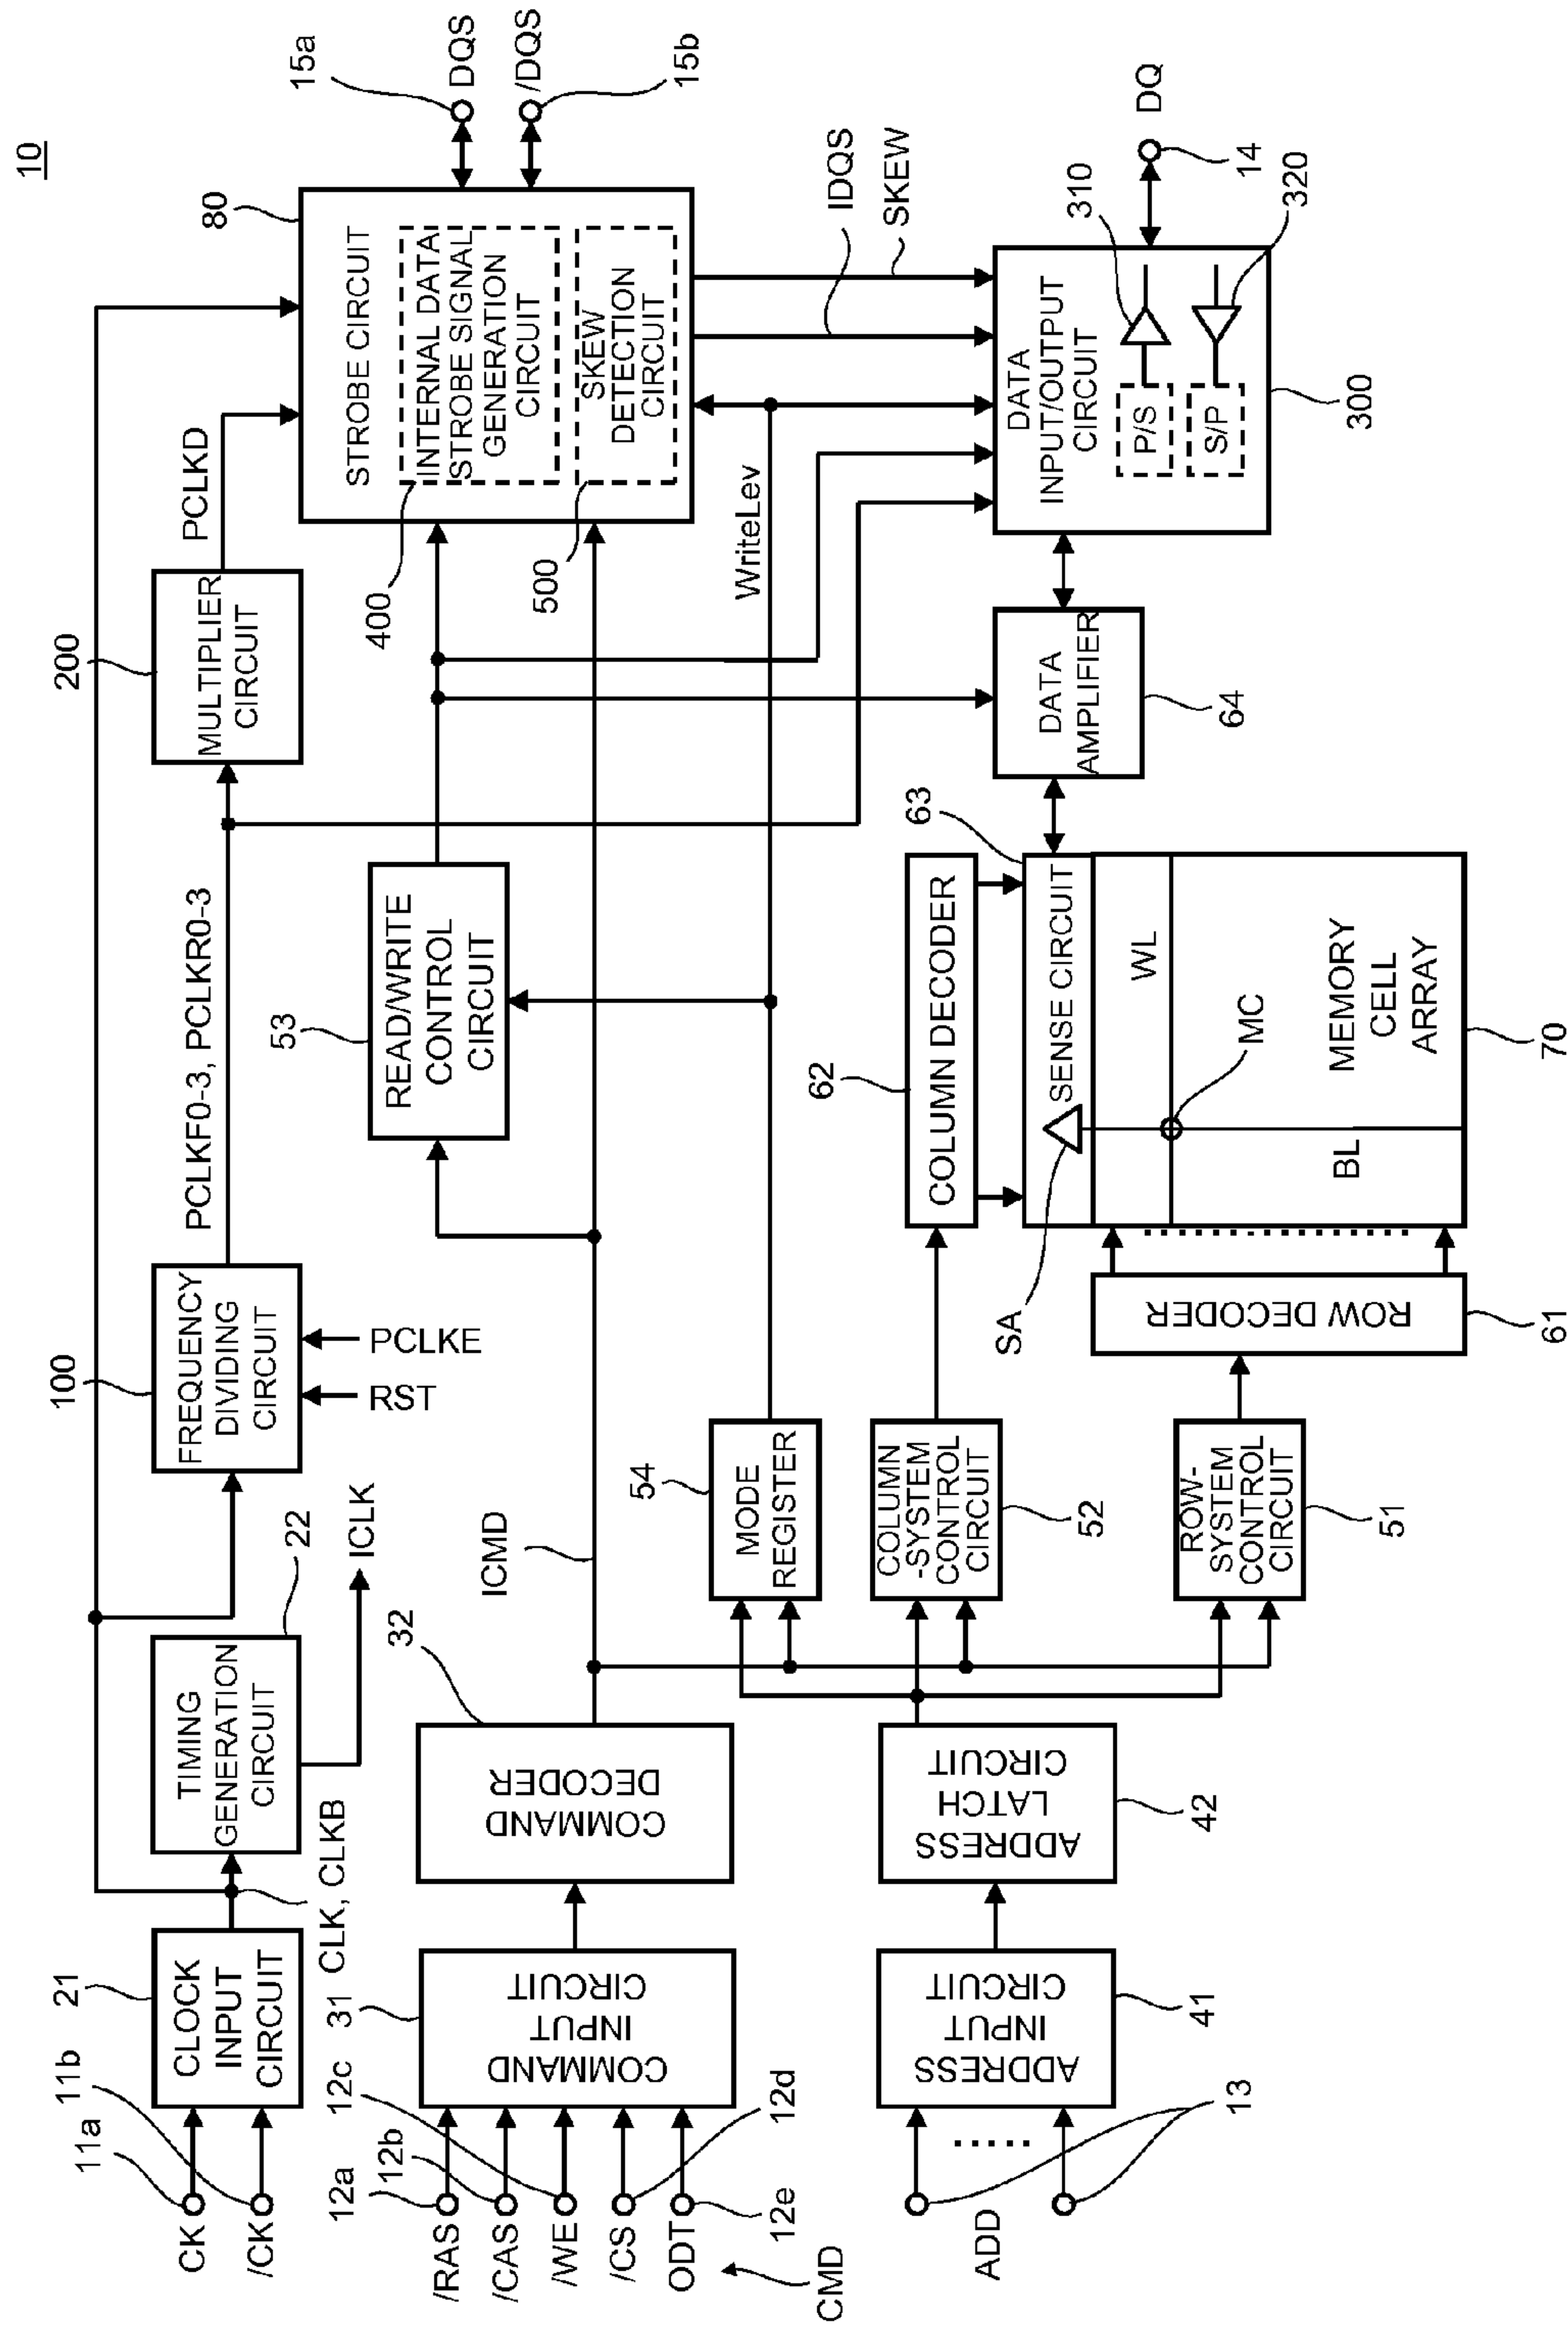 10
CK
/CK
11a
11b
21
CLOCK
INPUT
CIRCUIT
CLK, CLKB
TIMING
GENERATION
CIRCUIT
22
ICLK
100
FREQUENCY
DIVIDING
CIRCUIT
RST
PCLKE
PCLKF0-3, PCLKR0-3
200
MULTIPLIER
CIRCUIT
PCLKD
80
STROBE CIRCUIT
INTERNAL DATA
STROBE SIGNAL
GENERATION
CIRCUIT
400
SKEW
DETECTION
CIRCUIT
500
15a
DQS
/DQS
15b
/RAS
/CAS
/WE
/CS
ODT
CMD
12a
12b
12c
12d
12e
31
COMMAND
INPUT
CIRCUIT
32
COMMAND
DECODER
ICMD
53
READ/WRITE
CONTROL
CIRCUIT
WriteLev
IDQS
SKEW
54
MODE
REGISTER
COLUMN
-SYSTEM
CONTROL
CIRCUIT
52
ROW-
SYSTEM
CONTROL
CIRCUIT
51
ADD
13
ADDRESS
INPUT
CIRCUIT
41
ADDRESS
LATCH
CIRCUIT
42
62
COLUMN DECODER
63
SENSE CIRCUIT
SA
WL
MC
BL
MEMORY
CELL
ARRAY
70
ROW DECODER
61
DATA
AMPLIFIER
64
DATA
INPUT/OUTPUT
CIRCUIT
P/S
S/P
300
310
320
14
DQ